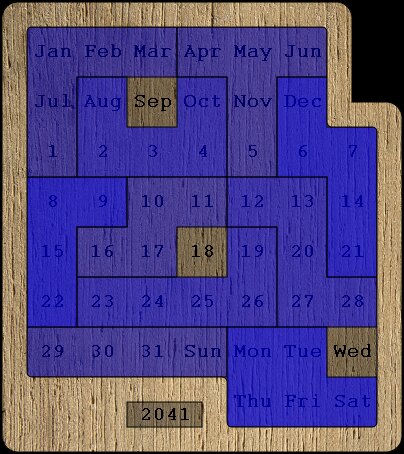 Jan Feb Mar Apr May Jun
Jul Aug Sep Oct Nov Dec
1 2 3 4 5 6 7
8 9 10 11 12 13 14
15 16 17 18 19 20 21
22 23 24 25 26 27 28
29 30 31 Sun Mon Tue Wed
Thu Fri Sat
2041